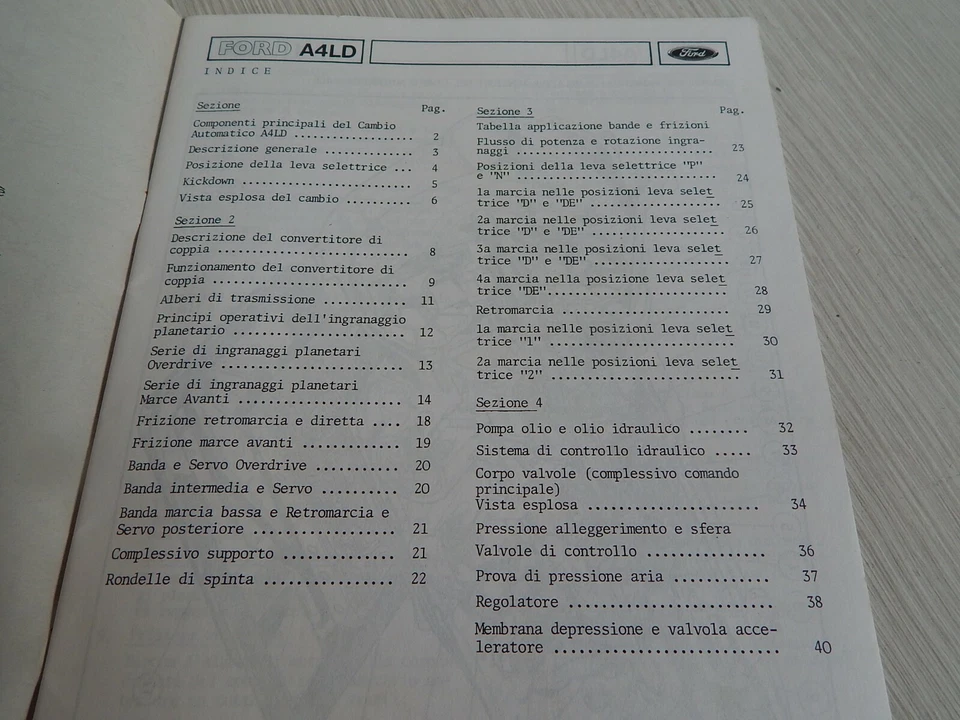 FORD A4LD
Ford
INDICE
Sezione
Pag.
Componenti principali del Cambio
Automatico A4LD ................... 2
Descrizione generale .............. 3
Posizione della leva selettrice ... 4
Kickdown .......................... 5
Vista esplosa del cambio .......... 6
Sezione 2
Descrizione del convertitore di
coppia ............................ 8
Funzionamento del convertitore di
coppia ............................ 9
Alberi di trasmissione ............ 11
Principi operativi dell'ingranaggio
planetario ........................ 12
Serie di ingranaggi planetari
Overdrive ......................... 13
Serie di ingranaggi planetari
Marce Avanti ...................... 14
Frizione retromarcia e diretta .... 18
Frizione marce avanti ............. 19
Banda e Servo Overdrive ........... 20
Banda intermedia e Servo .......... 20
Banda marcia bassa e Retromarcia e
Servo posteriore .................. 21
Complessivo supporto .............. 21
Rondelle di spinta ................ 22
Sezione 3
Pag.
Tabella applicazione bande e frizioni
Flusso di potenza e rotazione ingra-
naggi ............................. 23
Posizioni della leva selettrice "P"
e "N" ............................. 24
1a marcia nelle posizioni leva selet
trice "D" e "DE" .................... 25
2a marcia nelle posizioni leva selet
trice "D" e "DE" .................... 26
3a marcia nelle posizioni leva selet
trice "D" e "DE" .................... 27
4a marcia nella posizione leva selet
trice "DE".......................... 28
Retromarcia ........................ 29
1a marcia nelle posizioni leva selet
trice "1" .......................... 30
2a marcia nelle posizioni leva selet
trice "2" .......................... 31
Sezione 4
Pompa olio e olio idraulico ........ 32
Sistema di controllo idraulico ..... 33
Corpo valvole (complessivo comando
principale)
Vista esplosa ...................... 34
Pressione alleggerimento e sfera
Valvole di controllo ............... 36
Prova di pressione aria ............ 37
Regolatore ......................... 38
Membrana depressione e valvola acce-
leratore ........................... 40